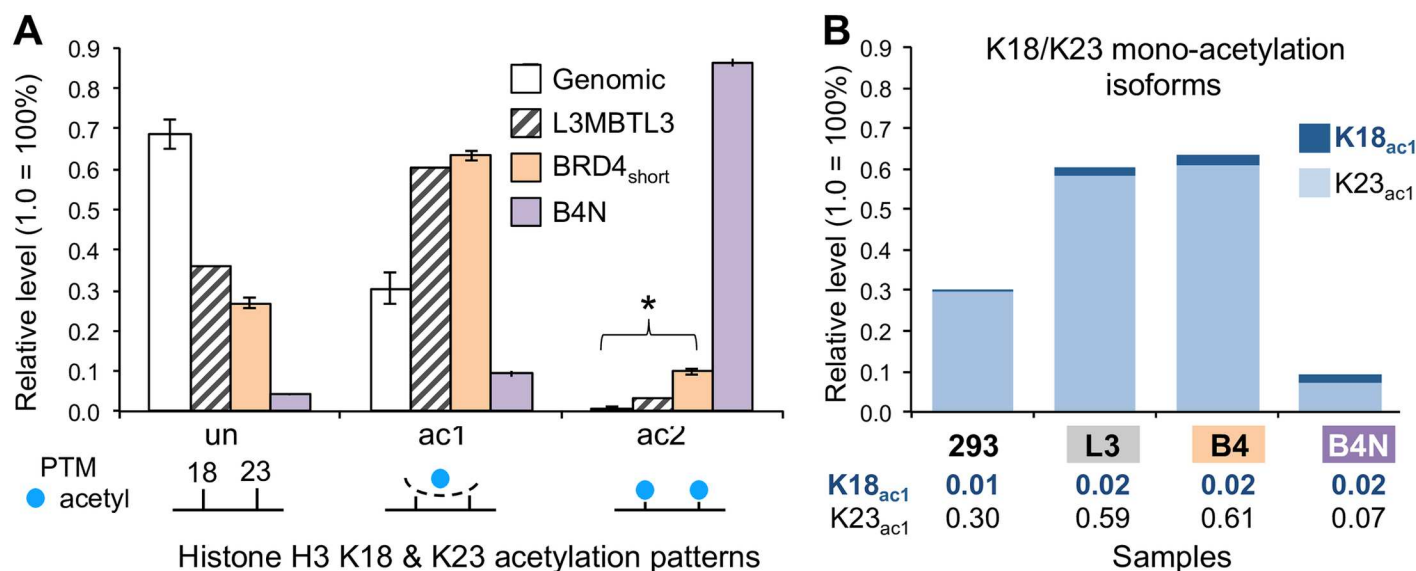 A
Relative level (1.0 = 100%)
0.9
0.8
0.7
0.6
0.5
0.4
0.3
0.2
0.1
0.0
Genomic
L3MBTL3
BRD4short
B4N
*
un ac1 ac2
PTM
acetyl
18 23
Histone H3 K18 & K23 acetylation patterns
B
K18/K23 mono-acetylation
isoforms
Relative level (1.0 = 100%)
0.9
0.8
0.7
0.6
0.5
0.4
0.3
0.2
0.1
0.0
K18ac1
K23ac1
293 L3 B4 B4N
K18ac1 0.01 0.02 0.02 0.02
K23ac1 0.30 0.59 0.61 0.07
Samples